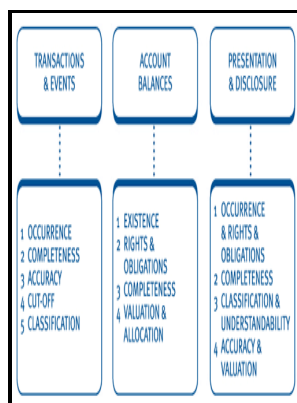 TRANSACTIONS
& EVENTS
ACCOUNT
BALANCES
PRESENTATION
& DISCLOSURE
1 OCCURRENCE
2 COMPLETENESS
3 ACCURACY
4 CUT-OFF
5 CLASSIFICATION
1 EXISTENCE
2 RIGHTS &
OBLIGATIONS
3 COMPLETENESS
4 VALUATION &
ALLOCATION
1 OCCURRENCE
& RIGHTS &
OBLIGATIONS
2 COMPLETENESS
3 CLASSIFICATION &
UNDERSTANDABILITY
4 ACCURACY &
VALUATION